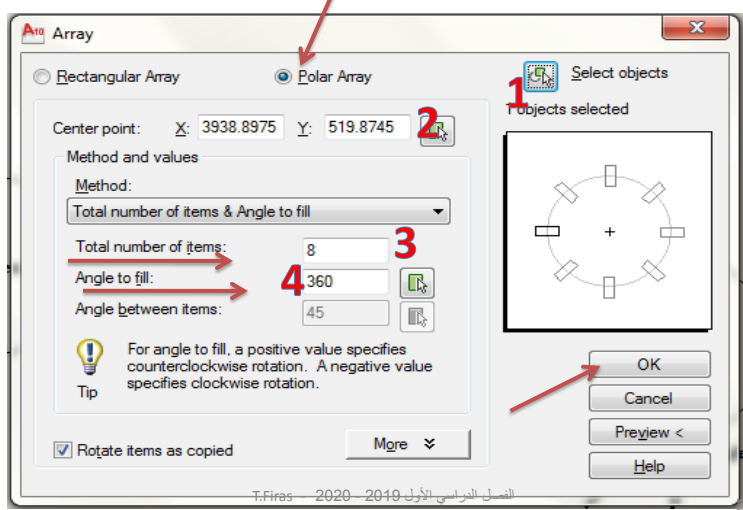 A10 Array
Rectangular Array
Polar Array
1
Select objects
1 objects selected
Center point: X: 3938.8975 Y: 519.8745 2
Method and values
Method:
Total number of items & Angle to fill
Total number of items: 8 3
Angle to fill: 4 360
Angle between items: 45
For angle to fill, a positive value specifies
counterclockwise rotation. A negative value
specifies clockwise rotation.
Tip
Rotate items as copied
More
OK
Cancel
Preview <
Help
T.Firas - 2020 - 2019 الفصل الدراسي الأول